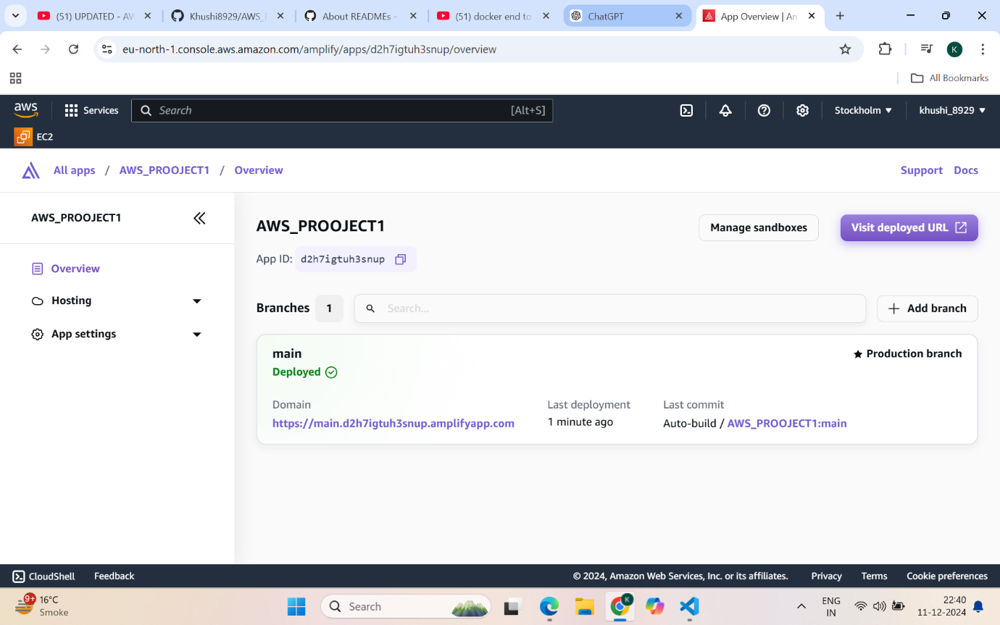 (51) UPDATED - AW
Khushi8929/AWS_P
About READMEs -
(51) docker end to
ChatGPT
App Overview | Am
eu-north-1.console.aws.amazon.com/amplify/apps/d2h7igtuh3snup/overview
K
All Bookmarks
aws
Services
Search
[Alt+S]
Stockholm
khushi_8929
EC2
All apps / AWS_PROOJECT1 / Overview
Support
Docs
AWS_PROOJECT1
Overview
Hosting
App settings
AWS_PROOJECT1
Manage sandboxes
Visit deployed URL
App ID: d2h7igtuh3snup
Branches 1
Search...
Add branch
main
Production branch
Deployed
Domain
Last deployment
Last commit
https://main.d2h7igtuh3snup.amplifyapp.com
1 minute ago
Auto-build / AWS_PROOJECT1:main
CloudShell
Feedback
© 2024, Amazon Web Services, Inc. or its affiliates.
Privacy
Terms
Cookie preferences
9+
16°C
Smoke
Search
K
ENG
IN
22:40
11-12-2024